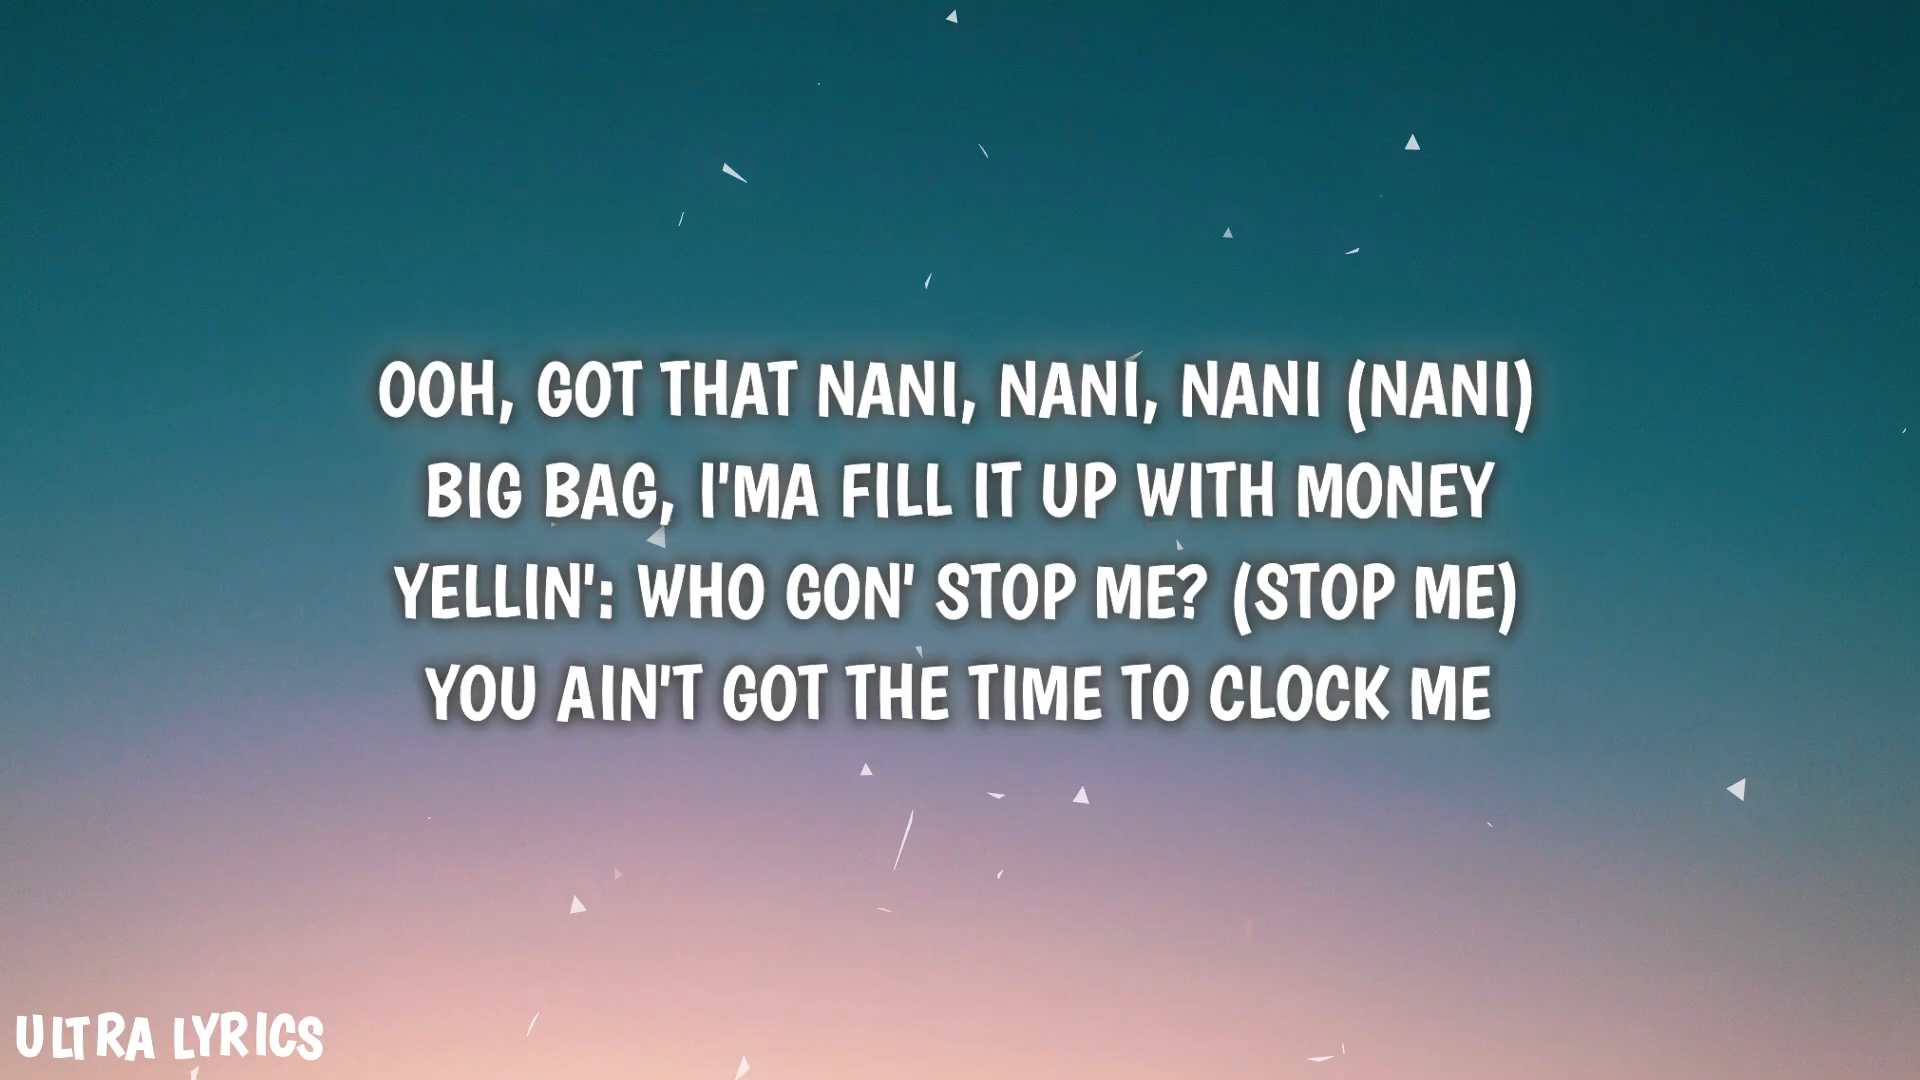 OOH, GOT THAT NANI, NANI, NANI (NANI)
BIG BAG, I'MA FILL IT UP WITH MONEY
YELLIN': WHO GON' STOP ME? (STOP ME)
YOU AIN'T GOT THE TIME TO CLOCK ME
ULTRA LYRICS